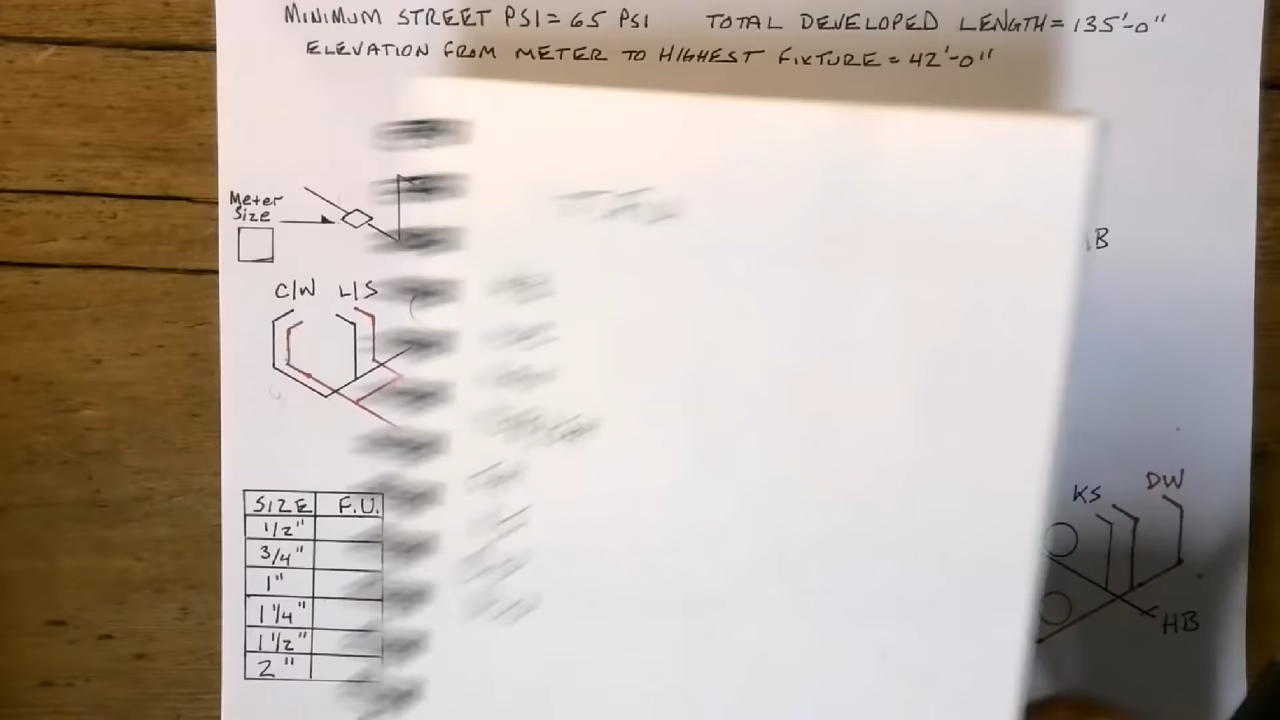 MINIMUM STREET PSI = 65 PSI TOTAL DEVELOPED LENGTH = 135'-0"
ELEVATION FROM METER TO HIGHEST FIXTURE = 42'-0"
Meter
Size
B
C/W L/S
KS DW
HB
SIZE F.U.
1/2"
3/4"
1"
1 1/4"
1 1/2"
2"